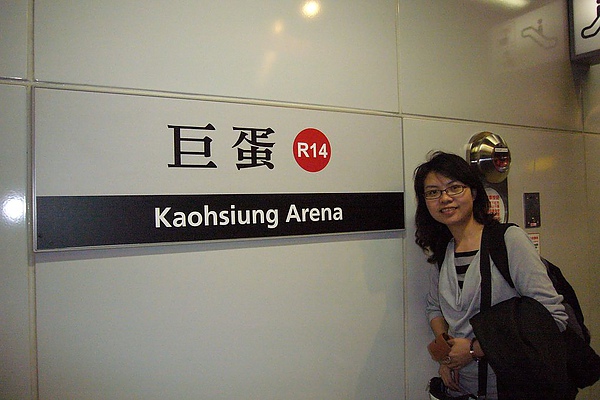 巨蛋 R14
Kaohsiung Arena